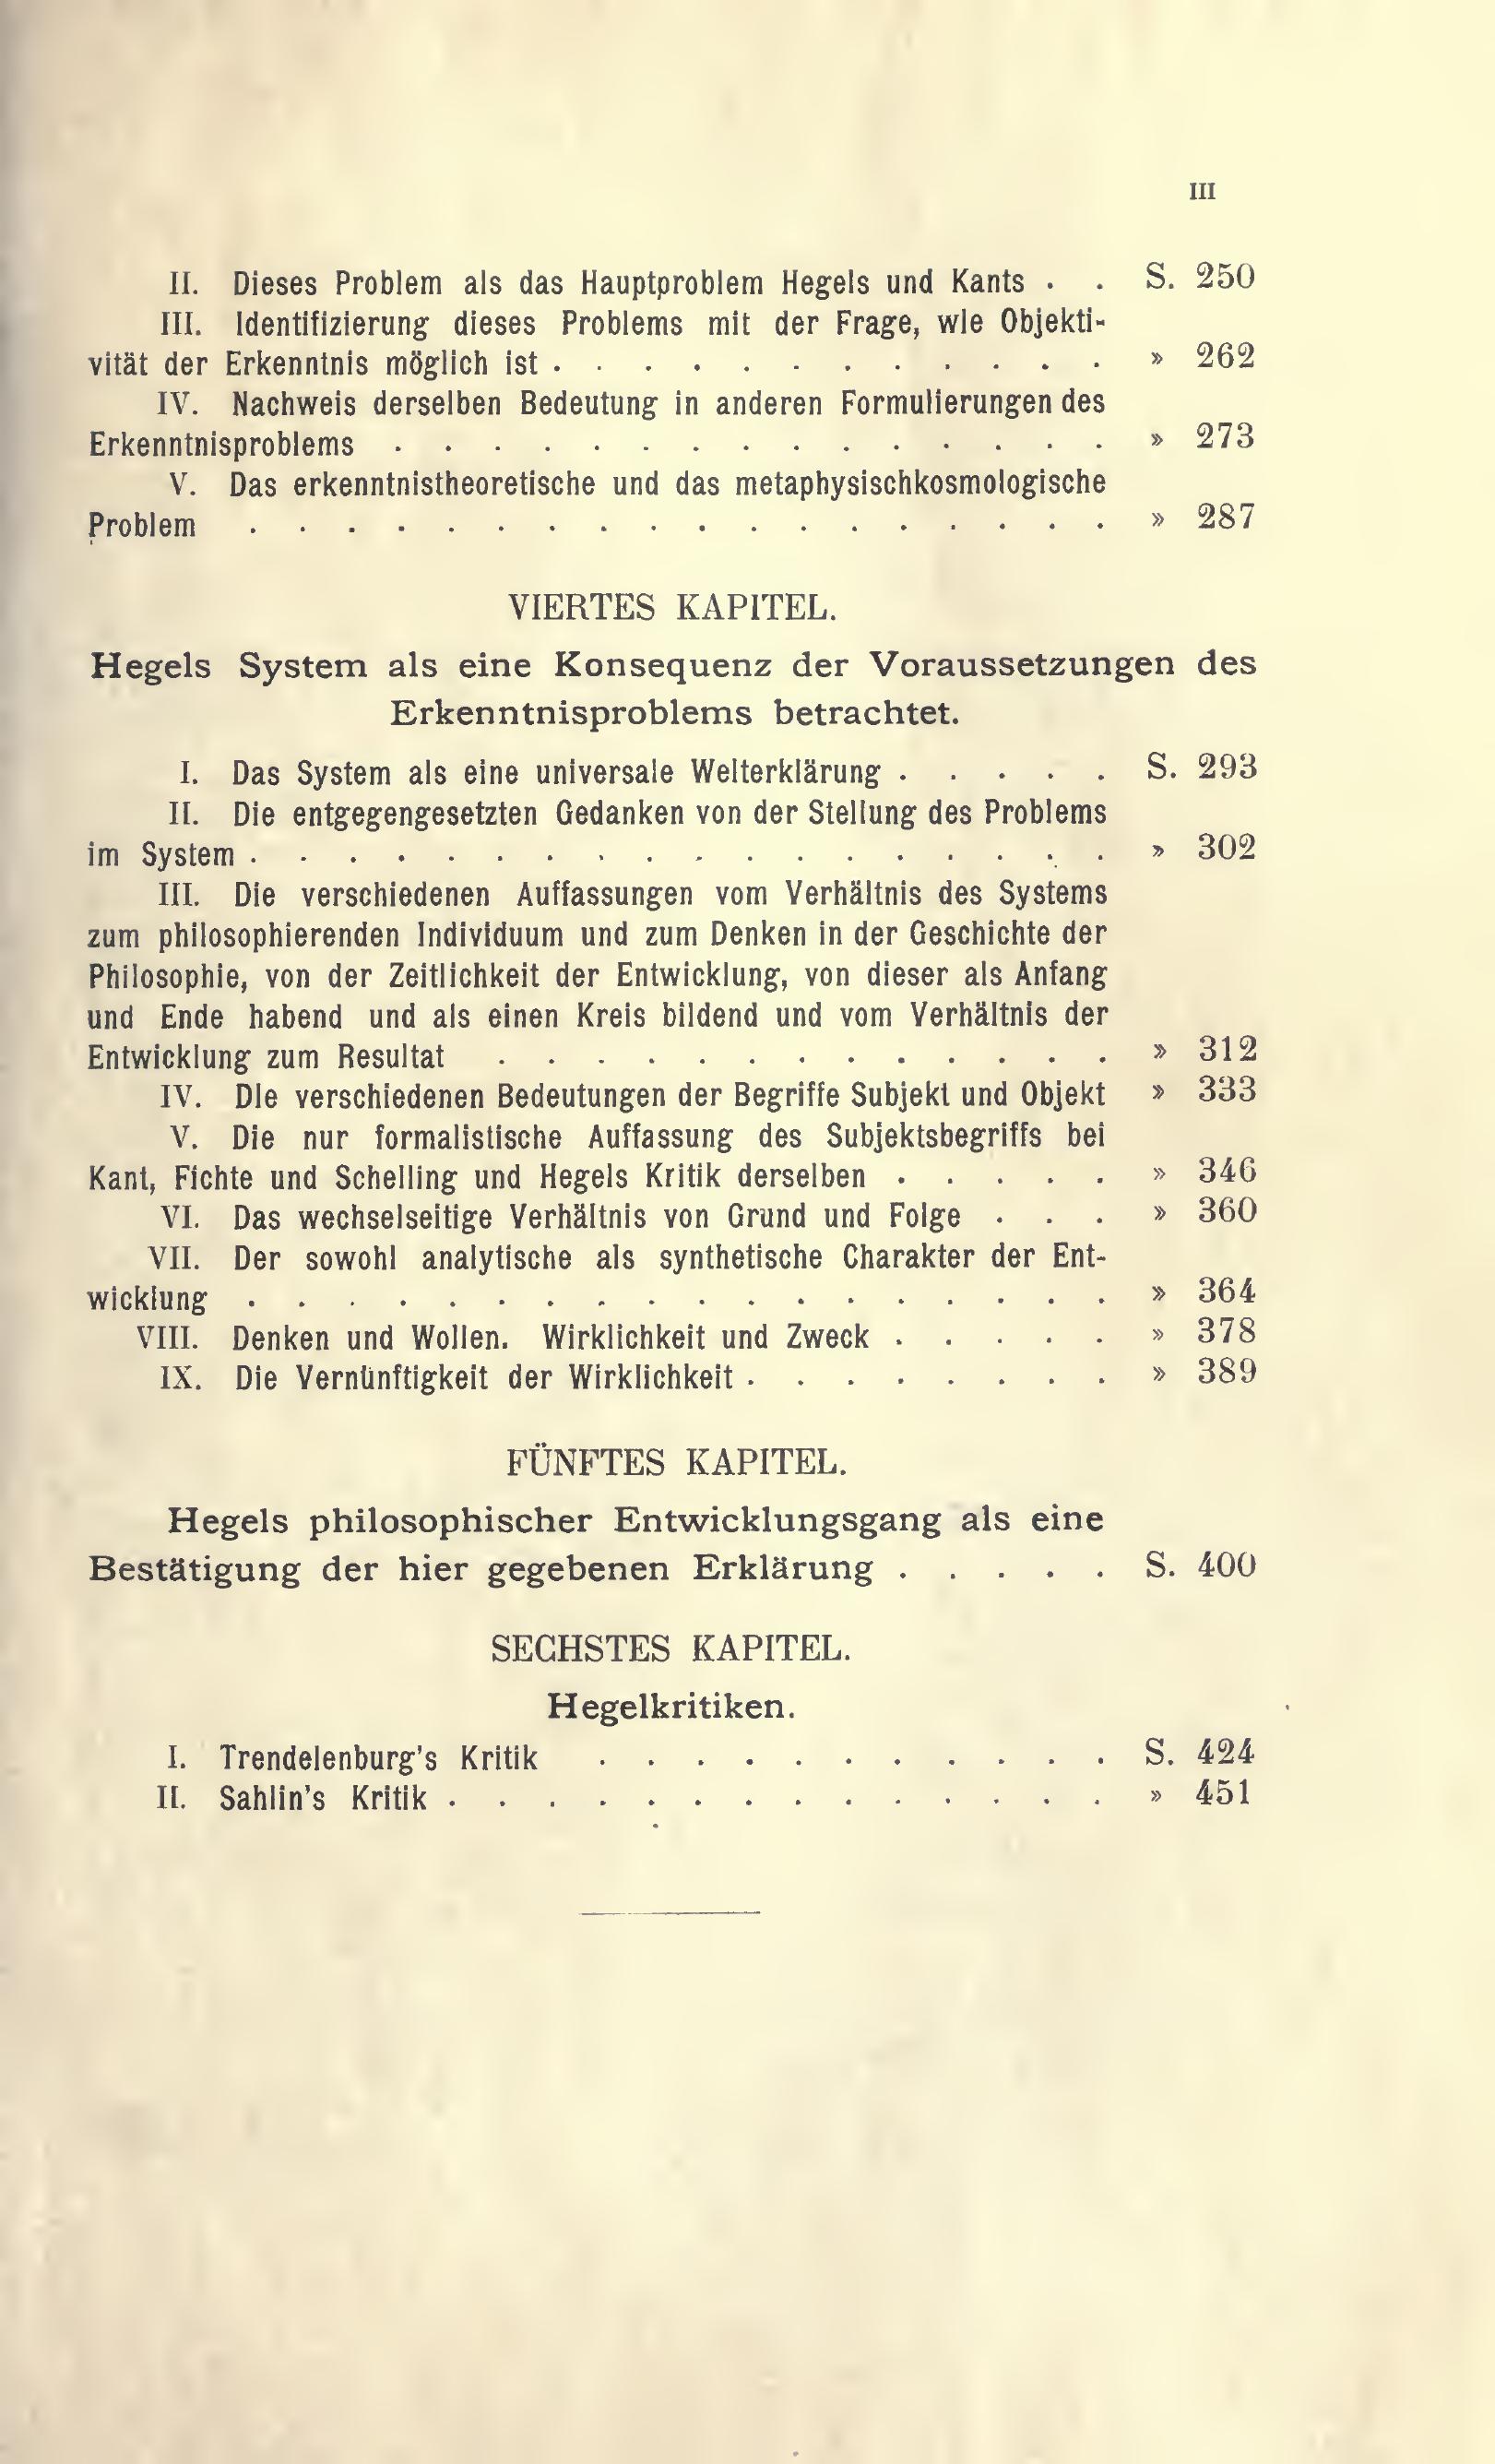 III
II. Dieses Problem als das Hauptproblem Hegels und Kants . . S. 250
III. Identifizierung dieses Problems mit der Frage, wie Objekti-
vität der Erkenntnis möglich ist . . . . . . . . . . . . » 262
IV. Nachweis derselben Bedeutung in anderen Formulierungen des
Erkenntnisproblems . . . . . . . . . . . . . . . » 273
V. Das erkenntnistheoretische und das metaphysischkosmologische
Problem . . . . . . . . . . . . . . . . . . » 287
VIERTES KAPITEL.
Hegels System als eine Konsequenz der Voraussetzungen des
Erkenntnisproblems betrachtet.
I. Das System als eine universale Welterklärung . . . . . S. 293
II. Die entgegengesetzten Gedanken von der Stellung des Problems
im System . . . . . . . . . . . . . . . . . . » 302
III. Die verschiedenen Auffassungen vom Verhältnis des Systems
zum philosophierenden Individuum und zum Denken in der Geschichte der
Philosophie, von der Zeitlichkeit der Entwicklung, von dieser als Anfang
und Ende habend und als einen Kreis bildend und vom Verhältnis der
Entwicklung zum Resultat . . . . . . . . . . . . . » 312
IV. Die verschiedenen Bedeutungen der Begriffe Subjekt und Objekt » 333
V. Die nur formalistische Auffassung des Subjektsbegriffs bei
Kant, Fichte und Schelling und Hegels Kritik derselben . . . . . » 346
VI. Das wechselseitige Verhältnis von Grund und Folge . . . » 360
VII. Der sowohl analytische als synthetische Charakter der Ent-
wicklung . . . . . . . . . . . . . . . . . . » 364
VIII. Denken und Wollen. Wirklichkeit und Zweck . . . . . » 378
IX. Die Vernünftigkeit der Wirklichkeit . . . . . . . . » 389
FÜNFTES KAPITEL.
Hegels philosophischer Entwicklungsgang als eine
Bestätigung der hier gegebenen Erklärung . . . . . S. 400
SECHSTES KAPITEL.
Hegelkritiken.
I. Trendelenburg's Kritik . . . . . . . . . . . S. 424
II. Sahlin's Kritik . . . . . . . . . . . . . . » 451